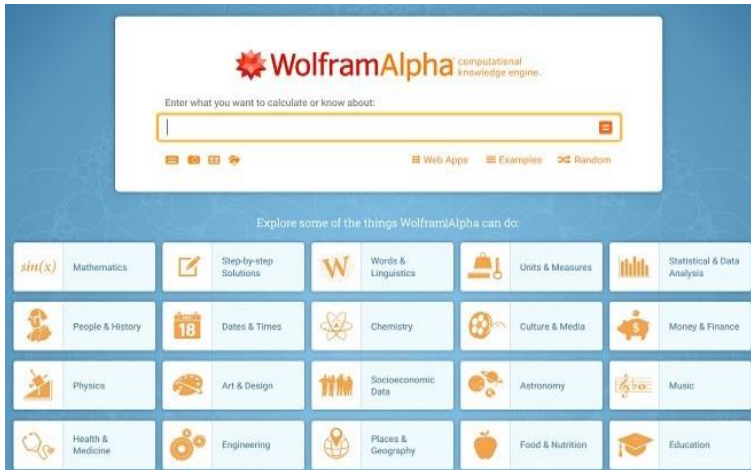 WolframAlpha computational
knowledge engine.
Enter what you want to calculate or know about:
=
Web Apps Examples Random
Explore some of the things Wolfram|Alpha can do:
sin(x) Mathematics
Step-by-step
Solutions
W Words &
Linguistics
Units & Measures
Statistical & Data
Analysis
People & History
18 Dates & Times
Chemistry
Culture & Media
$ Money & Finance
Physics
Art & Design
Socioeconomic
Data
Astronomy
Music
Health &
Medicine
Engineering
Places &
Geography
Food & Nutrition
Education